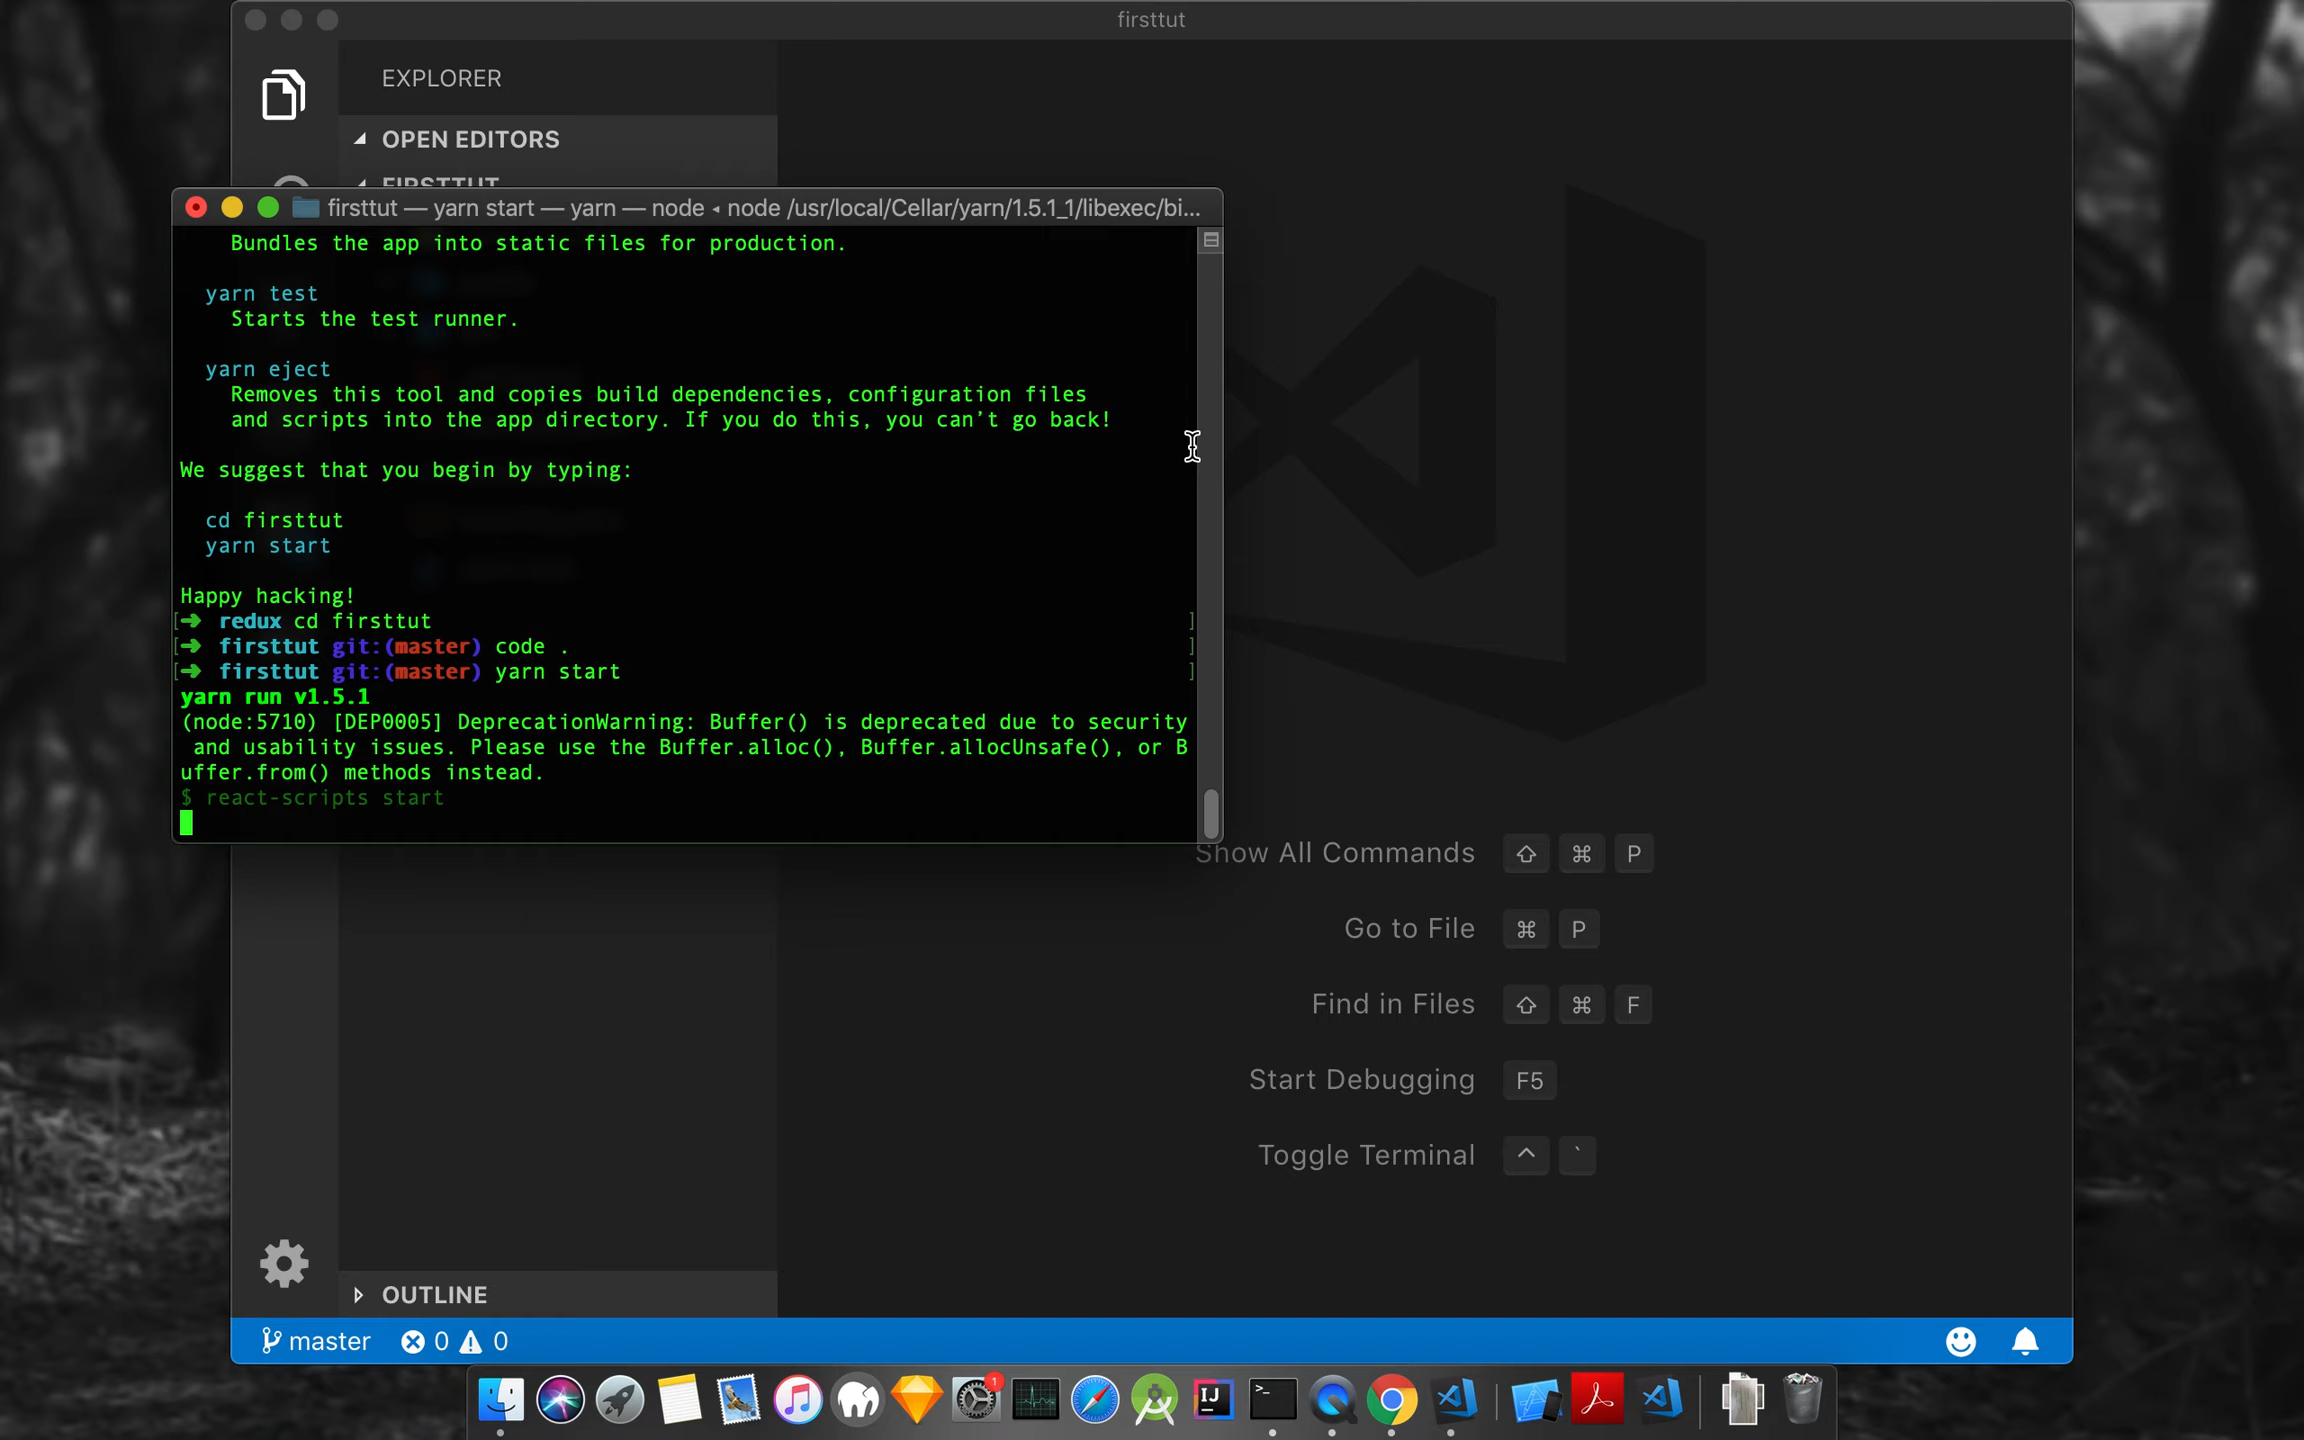 firsttut
EXPLORER
OPEN EDITORS
FIRSTTUT
firsttut — yarn start — yarn — node ◂ node /usr/local/Cellar/yarn/1.5.1_1/libexec/bi...
Bundles the app into static files for production.
yarn test
Starts the test runner.
yarn eject
Removes this tool and copies build dependencies, configuration files
and scripts into the app directory. If you do this, you can’t go back!
We suggest that you begin by typing:
cd firsttut
yarn start
Happy hacking!
[➜ redux cd firsttut ]
[➜ firsttut git:(master) code . ]
[➜ firsttut git:(master) yarn start ]
yarn run v1.5.1
(node:5710) [DEP0005] DeprecationWarning: Buffer() is deprecated due to security
and usability issues. Please use the Buffer.alloc(), Buffer.allocUnsafe(), or B
uffer.from() methods instead.
$ react-scripts start
Show All Commands ⇧ ⌘ P
Go to File ⌘ P
Find in Files ⇧ ⌘ F
Start Debugging F5
Toggle Terminal ^ `
OUTLINE
master 0 0
1
IJ
>_